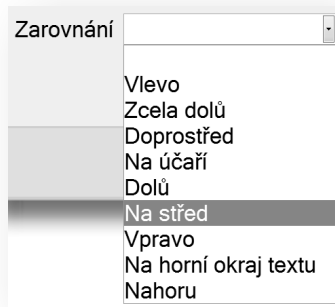 Zarovnání
Vlevo
Zcela dolů
Doprostřed
Na účaří
Dolů
Na střed
Vpravo
Na horní okraj textu
Nahoru